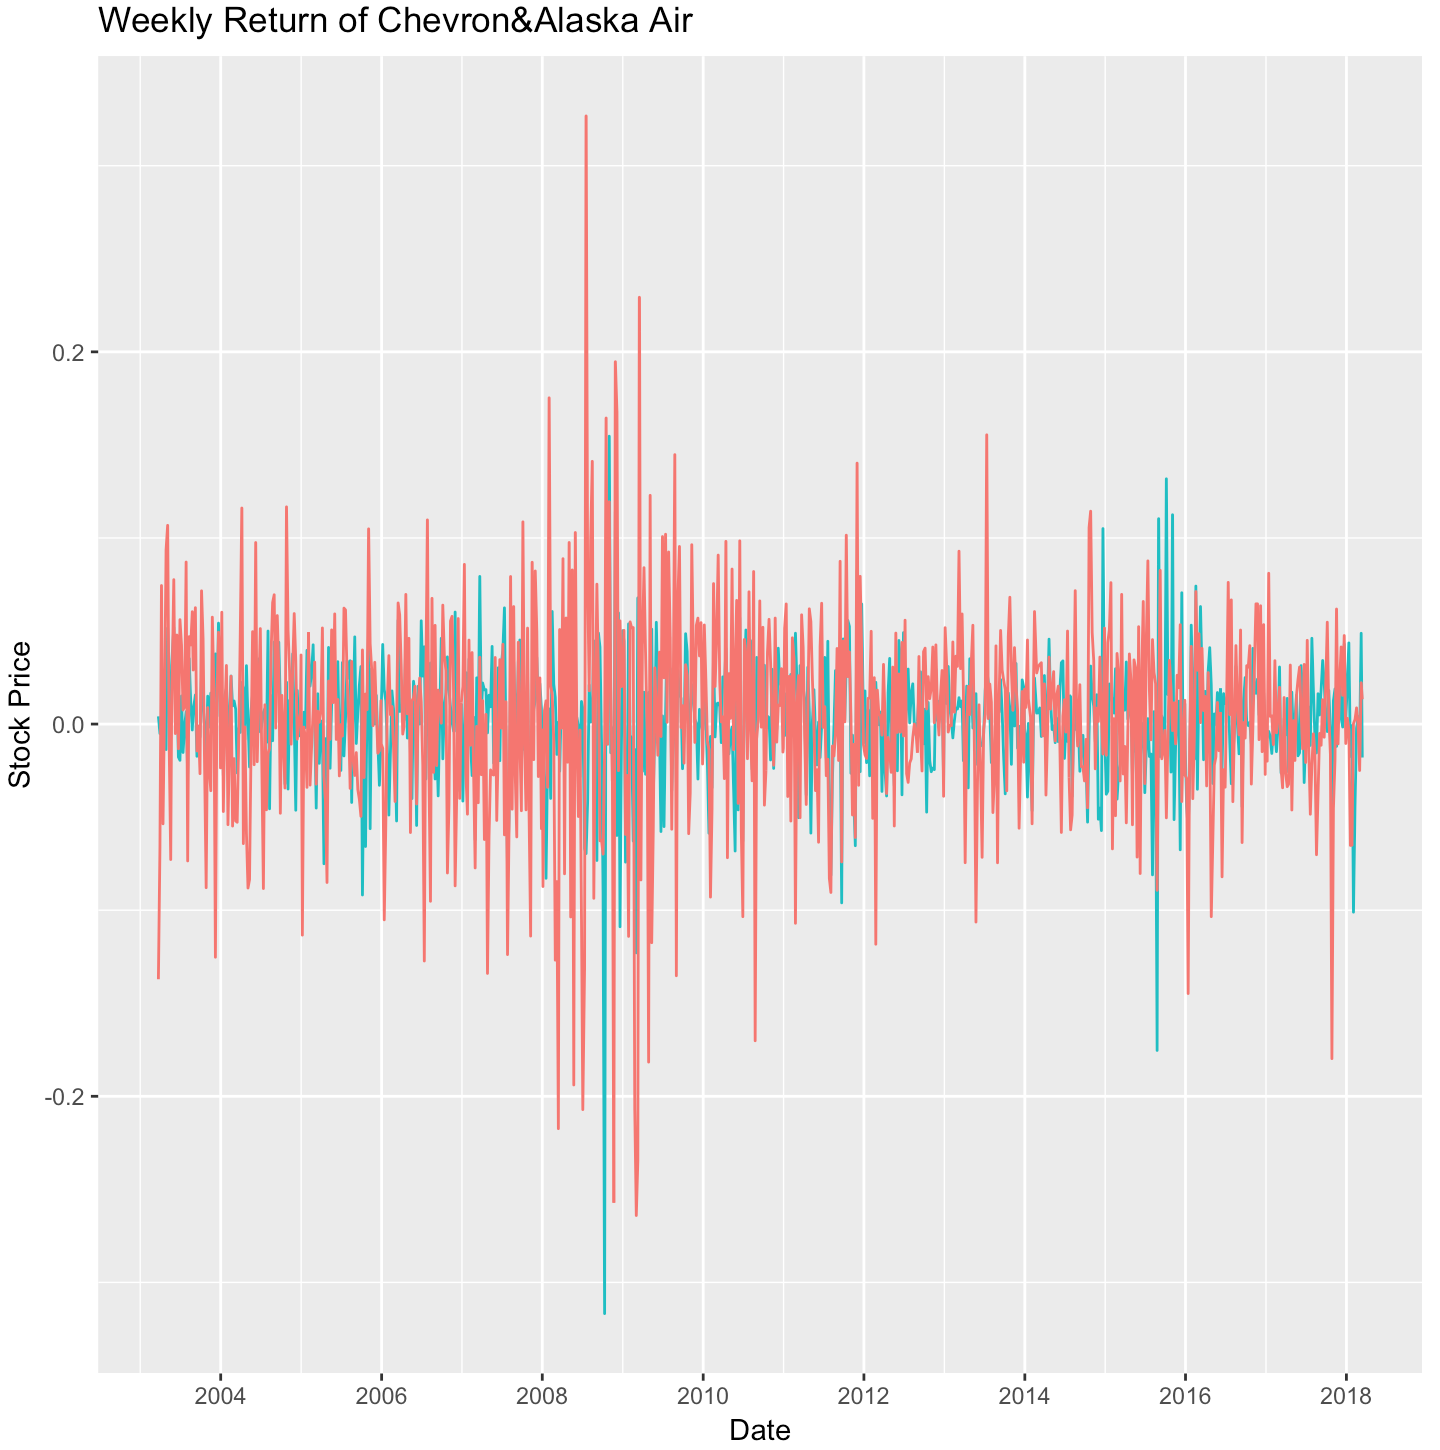 Weekly Return of Chevron&Alaska Air
Stock Price
0.2
0.0
-0.2
2004 2006 2008 2010 2012 2014 2016 2018
Date